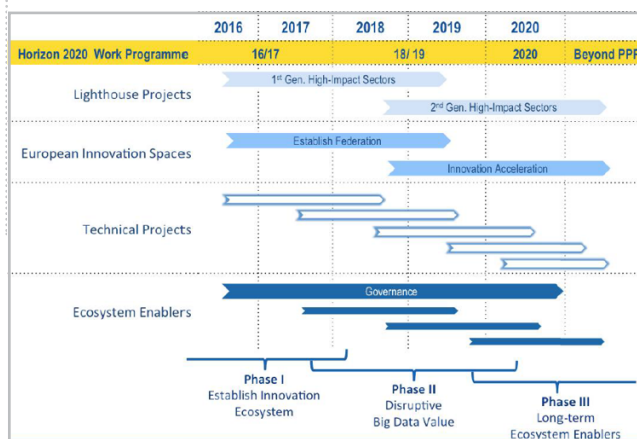 2016 2017 2018 2019 2020
Horizon 2020 Work Programme 16/17 18/19 2020 Beyond PPP
Lighthouse Projects
1st Gen. High-Impact Sectors
2nd Gen. High-Impact Sectors
European Innovation Spaces
Establish Federation
Innovation Acceleration
Technical Projects
Ecosystem Enablers
Governance
Phase I
Establish Innovation
Ecosystem
Phase II
Disruptive
Big Data Value
Phase III
Long-term
Ecosystem Enablers